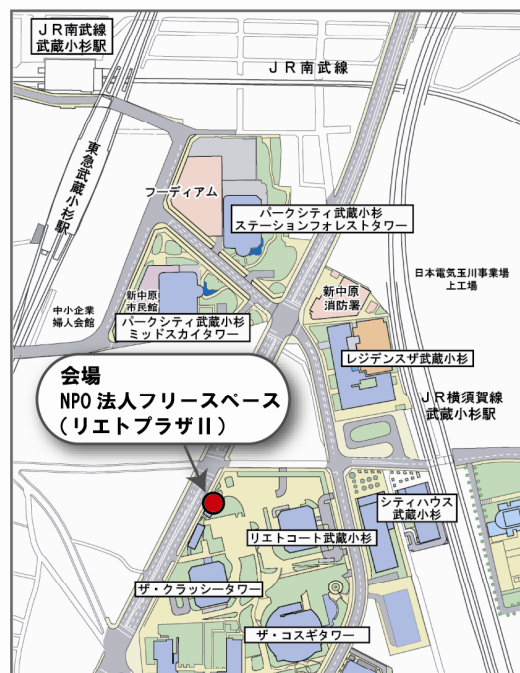 JR南武線
武蔵小杉駅
JR南武線
東急武蔵小杉駅
フーディアム
パークシティ武蔵小杉
ステーションフォレストタワー
日本電気玉川事業場
上工場
新中原
消防署
新中原
市民館
中小企業
婦人会館
パークシティ武蔵小杉
ミッドスカイタワー
レジデンスザ武蔵小杉
会場
NPO法人フリースペース
(リエトプラザⅡ)
JR横須賀線
武蔵小杉駅
シティハウス
武蔵小杉
リエトコート武蔵小杉
ザ・クラッシータワー
ザ・コスギタワー